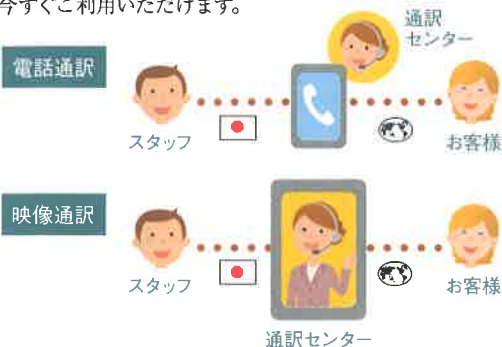 今すぐご利用いただけます。
通訳
センター
電話通訳
スタッフ
お客様
映像通訳
スタッフ
お客様
通訳センター